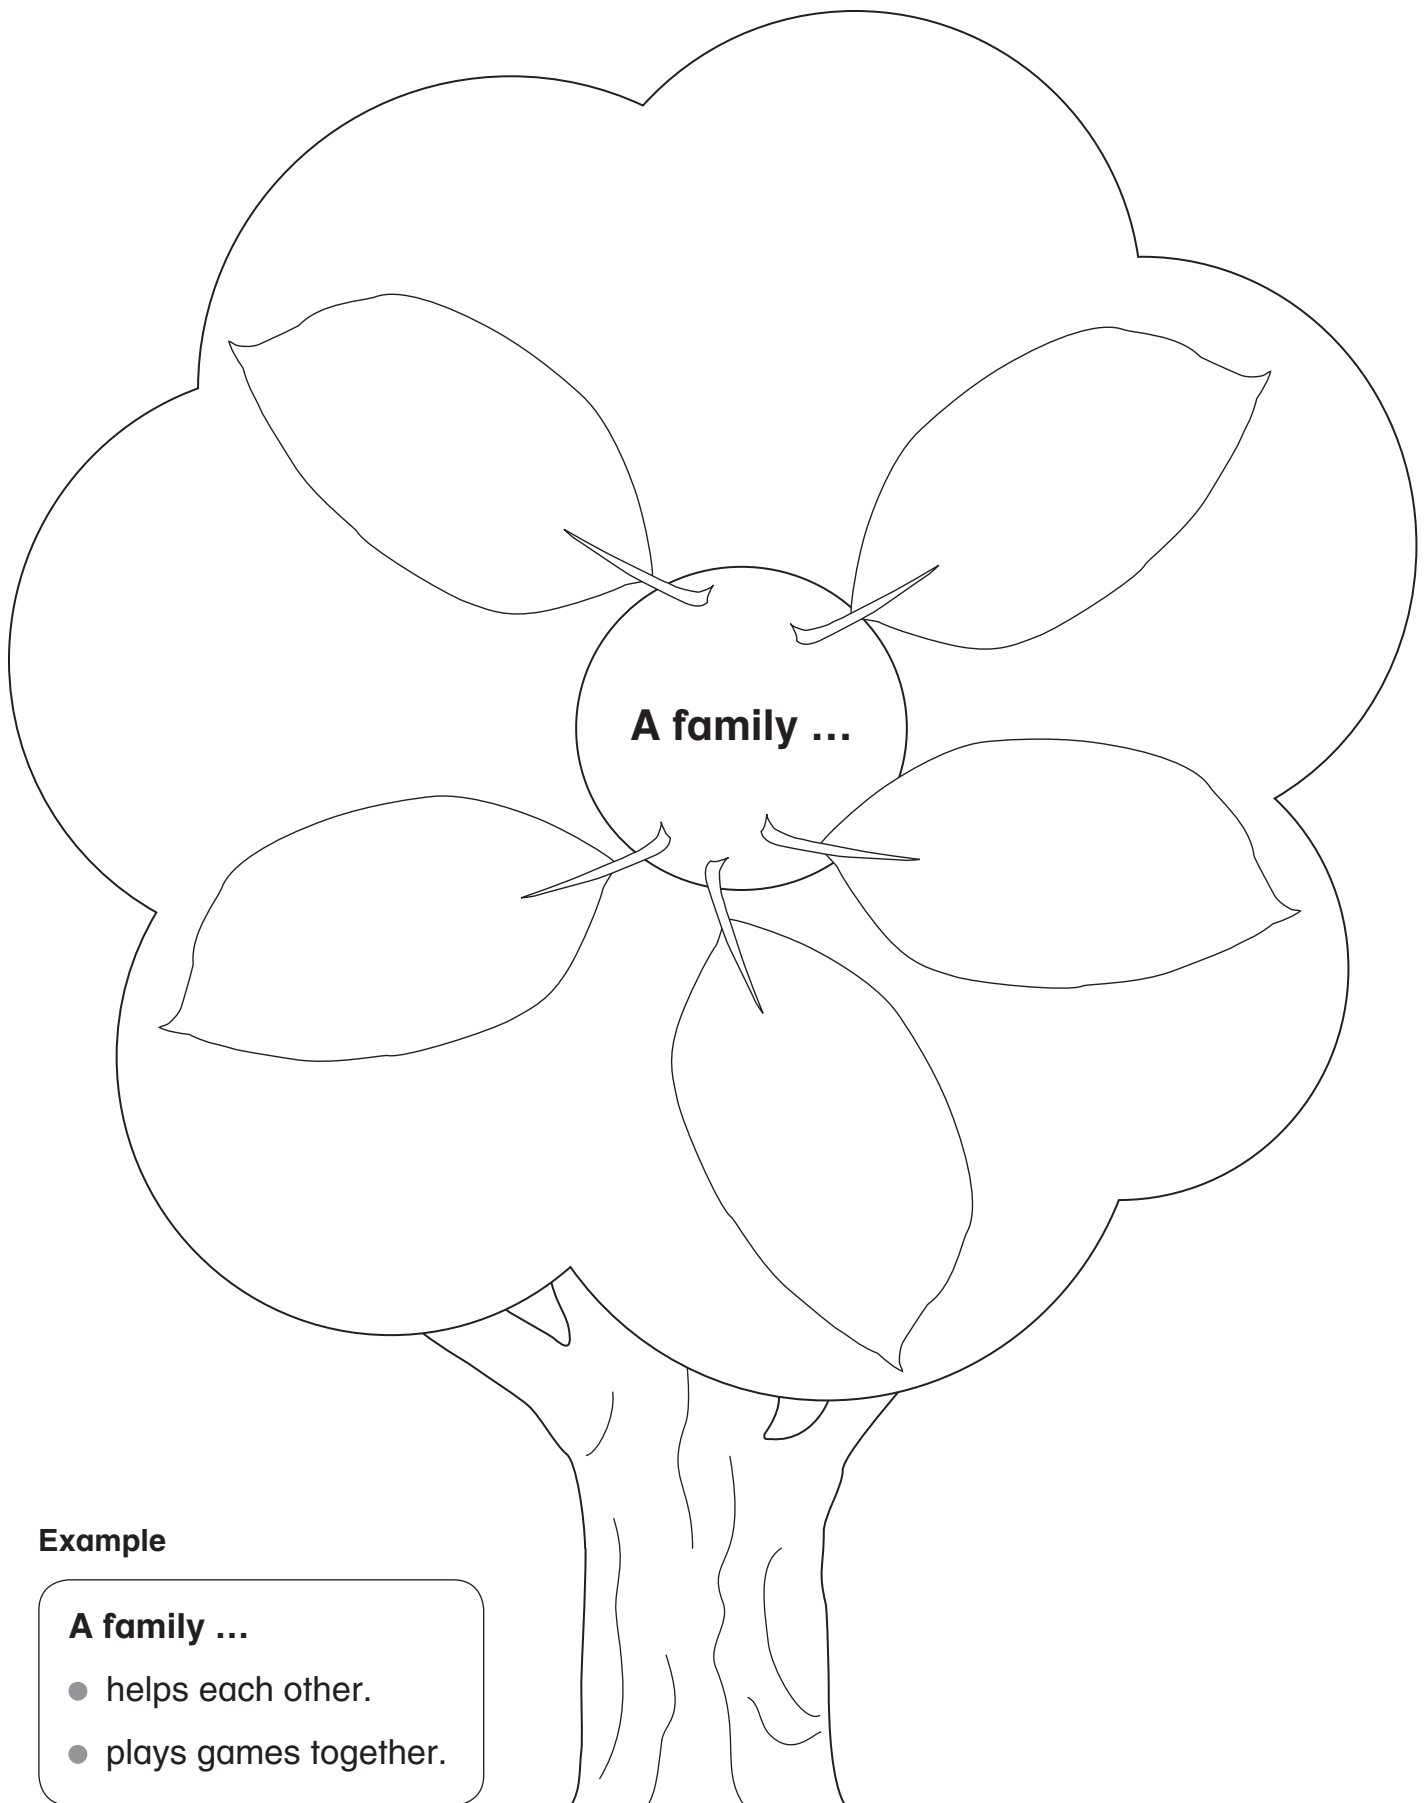 A family ...
Example
A family ...
● helps each other.
● plays games together.